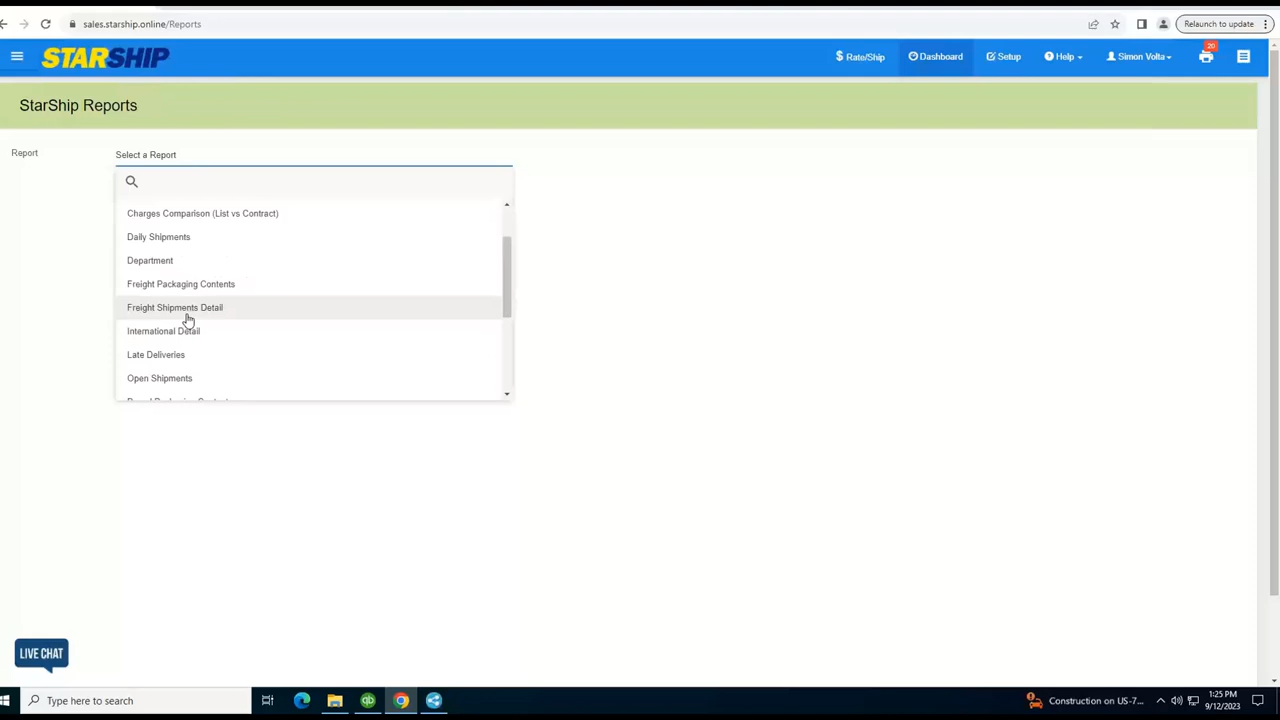 sales.starship.online/Reports
Relaunch to update
STARSHIP
$ Rate/Ship
Dashboard
Setup
Help
Simon Volta
20
StarShip Reports
Report
Select a Report
Charges Comparison (List vs Contract)
Daily Shipments
Department
Freight Packaging Contents
Freight Shipments Detail
International Detail
Late Deliveries
Open Shipments
LIVE CHAT
Type here to search
qb
Construction on US-7...
1:25 PM
9/12/2023